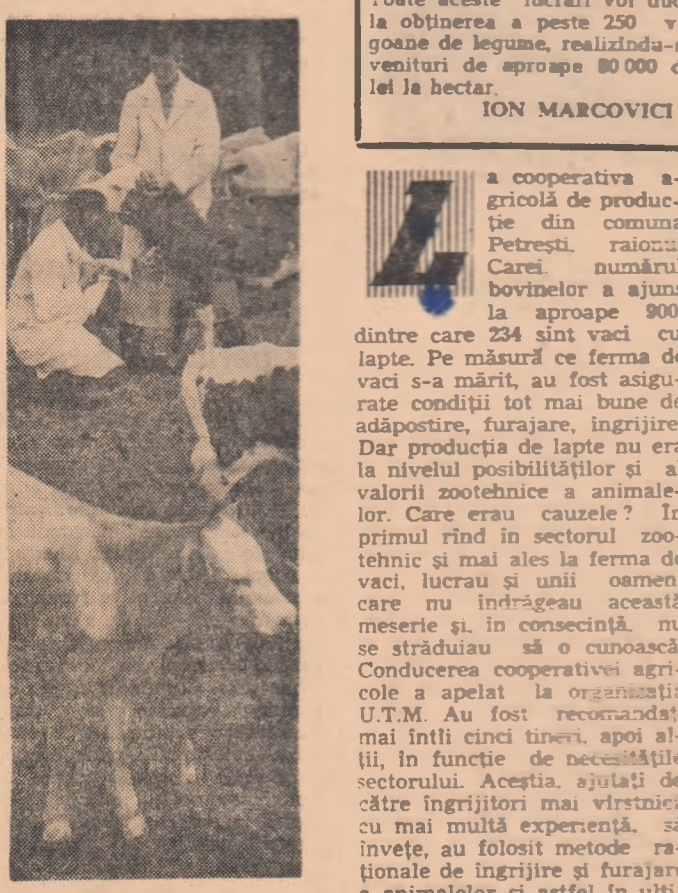 la obținerea a peste 250
goane de legume,
venituri de aproape 80 000
lei la hectar.
ION MARCOVICI
L
a cooperativa a-
gricolă de produc-
ție din comuna
Petrești, raionul
Carei, numărul
bovinelor a ajuns
la aproape 900
dintre care 234 sînt vaci cu
lapte. Pe măsură ce ferma de
vaci s-a mărit, au fost asigu-
rate condiții tot mai bune de
adăpostire, furajare, îngrijire
Dar producția de lapte nu era
la nivelul posibilităților și al
valorii zootehnice a animale-
lor. Care erau cauzele ? In
primul rînd în sectorul zoo-
tehnic și mai ales la ferma de
vaci, lucrau și unii oameni
care nu îndrăgeau această
meserie și, în consecință, nu
se străduiau să o cunoască
Conducerea cooperativei agri-
cole a apelat la organizația
U.T.M. Au fost recomandați
mai întîi cinci tineri, apoi al-
ții, în funcție de necesitățile
sectorului. Aceștia, ajutați de
către îngrijitori mai vîrstnici
cu mai multă experiență, să
învețe, au folosit metode ra-
ționale de îngrijire și furajare
a animalelor și astfel în